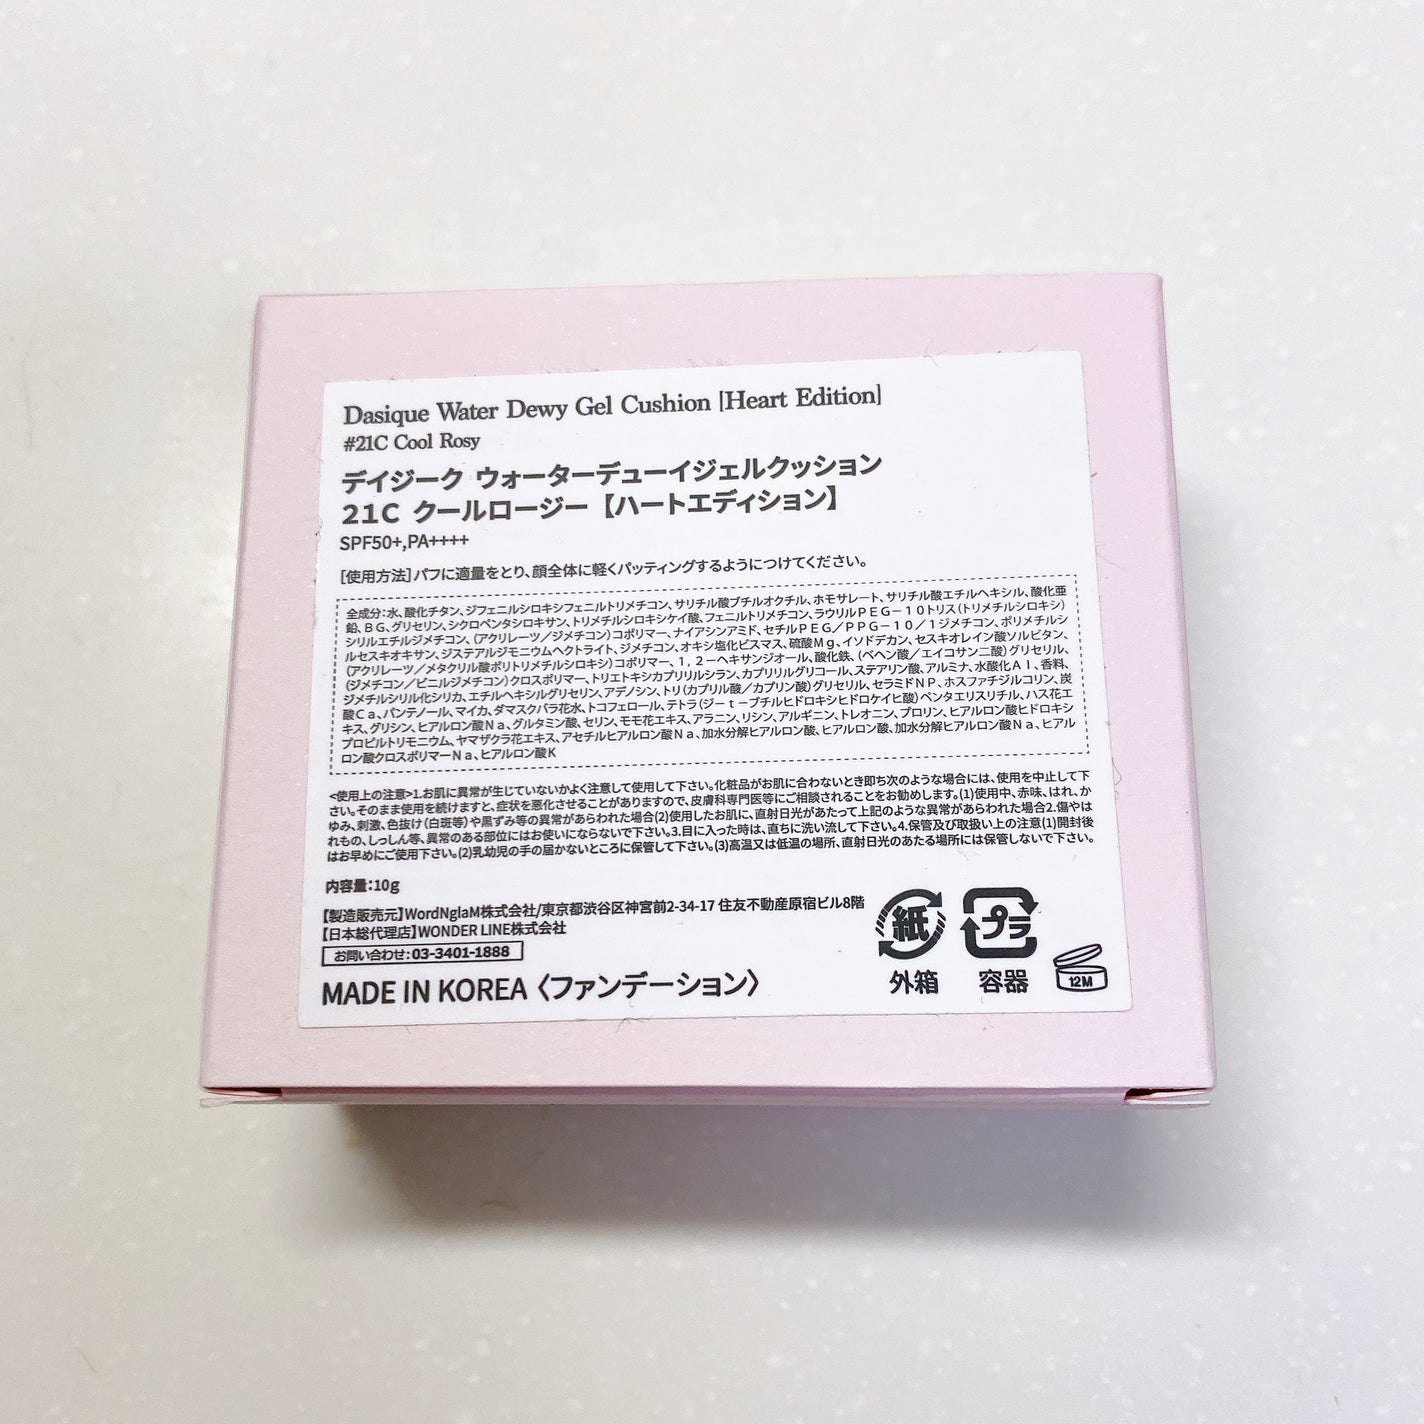 Dasique Water Dewy Gel Cushion [Heart Edition]
#21C Cool Rosy
デイジーク ウォーターデューイジェルクッション
21C クールロージー【ハートエディション】
SPF50+,PA++++
[使用方法]パフに適量をとり、顔全体に軽くパッティングするようにつけてください。
全成分:水、酸化チタン、ジフェニルシロキシフェニルトリメチコン、サリチル酸ブチルオクチル、ホモサレート、サリチル酸エチルヘキシル、酸化亜
鉛、BG、グリセリン、シクロペンタシロキサン、トリメチルシロキシケイ酸、フェニルトリメチコン、ラウリルPEG-10トリス(トリメチルシロキシ)
シリルエチルジメチコン、(アクリレーツ/ジメチコン)コポリマー、ナイアシンアミド、セチルPEG/PPG-10/1ジメチコン、ポリメチルシ
ルセスキオキサン、ジステアルジモニウムヘクトライト、ジメチコン、オキシ塩化ビスマス、硫酸Mg、イソドデカン、セスキオレイン酸ソルビタン、
(アクリレーツ/メタクリル酸ポリトリメチルシロキシ)コポリマー、1,2-ヘキサンジオール、酸化鉄、(ベヘン酸/エイコサン二酸)グリセリル、
(ジメチコン/ビニルジメチコン)クロスポリマー、トリエトキシカプリリルシラン、カプリリルグリコール、ステアリン酸、アルミナ、水酸化Al、香料、
ジメチルシリル化シリカ、エチルヘキシルグリセリン、アデノシン、トリ(カプリル酸/カプリン酸)グリセリル、セラミドNP、ホスファチジルコリン、炭
酸Ca、パンテノール、マイカ、ダマスクバラ花水、トコフェロール、テトラ(ジ-t-ブチルヒドロキシヒドロケイヒ酸)ペンタエリスリチル、ハス花エ
キス、グリシン、ヒアルロン酸Na、グルタミン酸、セリン、モモ花エキス、アラニン、リシン、アルギニン、トレオニン、プロリン、ヒアルロン酸ヒドロキシ
プロピルトリモニウム、ヤマザクラ花エキス、アセチルヒアルロン酸Na、加水分解ヒアルロン酸、ヒアルロン酸、加水分解ヒアルロン酸Na、ヒアル
ロン酸クロスポリマーNa、ヒアルロン酸K
<使用上の注意>1.お肌に異常が生じていないかよく注意して使用して下さい。化粧品がお肌に合わないとき即ち次のような場合には、使用を中止して下
さい。そのまま使用を続けますと、症状を悪化させることがありますので、皮膚科専門医等にご相談されることをお勧めします。(1)使用中、赤味、はれ、か
ゆみ、刺激、色抜け(白斑等)や黒ずみ等の異常があらわれた場合(2)使用したお肌に、直射日光があたって上記のような異常があらわれた場合2.傷やは
れもの、しっしん等、異常のある部位にはお使いにならないで下さい。3.目に入った時は、直ちに洗い流して下さい。4.保管及び取扱い上の注意(1)開封後
はお早めにご使用下さい。(2)乳幼児の手の届かないところに保管して下さい。(3)高温又は低温の場所、直射日光のあたる場所には保管しないで下さい。
内容量:10g
【製造販売元】WordNglaM株式会社/東京都渋谷区神宮前2-34-17 住友不動産原宿ビル8階
【日本総代理店】WONDER LINE株式会社
お問い合わせ:03-3401-1888
MADE IN KOREA〈ファンデーション〉
紙
外箱
プラ
容器
12M